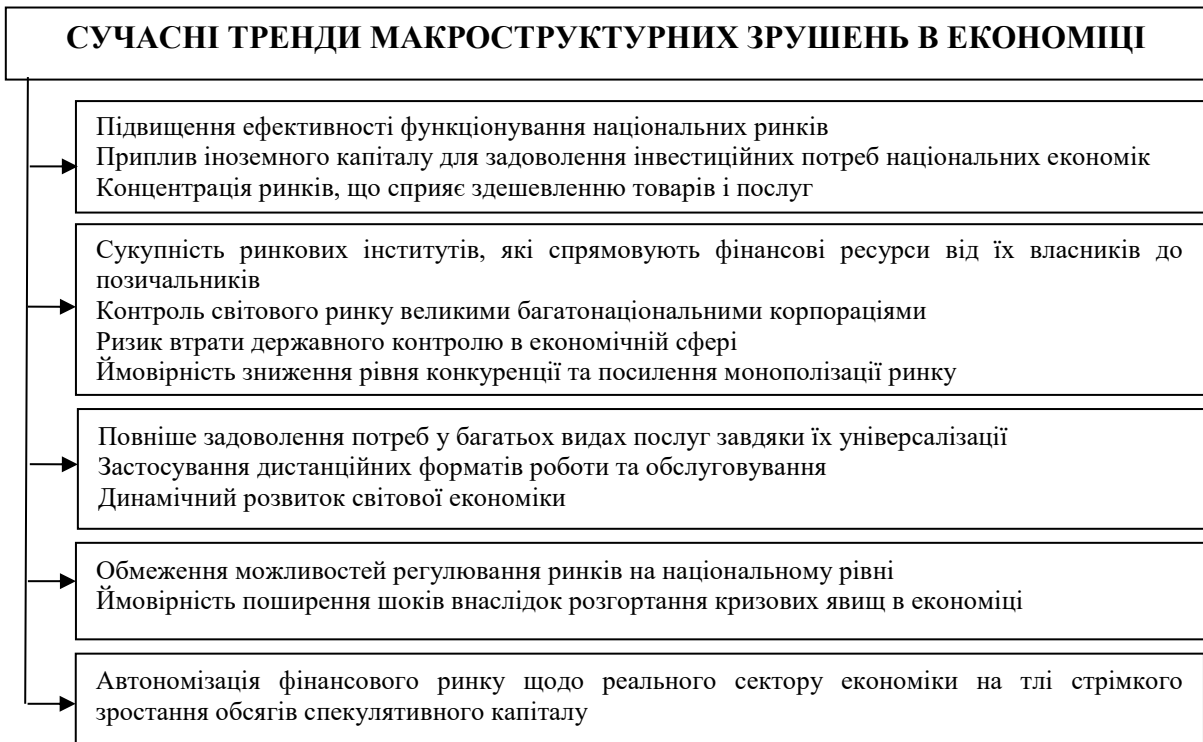 СУЧАСНІ ТРЕНДИ МАКРОСТРУКТУРНИХ ЗРУШЕНЬ В ЕКОНОМІЦІ
Підвищення ефективності функціонування національних ринків
Приплив іноземного капіталу для задоволення інвестиційних потреб національних економік
Концентрація ринків, що сприяє здешевленню товарів і послуг
Сукупність ринкових інститутів, які спрямовують фінансові ресурси від їх власників до
позичальників
Контроль світового ринку великими багатонаціональними корпораціями
Ризик втрати державного контролю в економічній сфері
Ймовірність зниження рівня конкуренції та посилення монополізації ринку
Повніше задоволення потреб у багатьох видах послуг завдяки їх універсалізації
Застосування дистанційних форматів роботи та обслуговування
Динамічний розвиток світової економіки
Обмеження можливостей регулювання ринків на національному рівні
Ймовірність поширення шоків внаслідок розгортання кризових явищ в економіці
Автономізація фінансового ринку щодо реального сектору економіки на тлі стрімкого
зростання обсягів спекулятивного капіталу